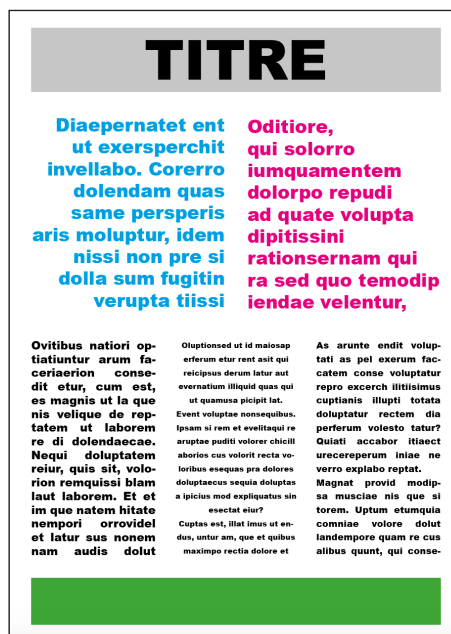 TITRE
Diaepernatet ent
ut exersperchit
invellabo. Corerro
dolendam quas
same persperis
aris moluptur, idem
nissi non pre si
dolla sum fugitin
verupta tiissi
Oditiore,
qui solorro
iumquamentem
dolorpo repudi
ad quate volupta
dipitissini
rationsernam qui
ra sed quo temodip
iendae velentur,
Ovitibus natiori op-
tiatiuntur arum fa-
ceriaerion conse-
dit etur, cum est,
es magnis ut la que
nis velique de rep-
tatem ut laborem
re di dolendaecae.
Nequi doluptatem
reiur, quis sit, volo-
rion remquissi blam
laut laborem. Et et
im que natem hitate
nempori orrovidel
et latur sus nonem
nam audis dolut
Oluptionsed ut id maiosap
erferum etur rent asit qui
reicipsus derum latur aut
evernatium illiquid quas qui
ut quamusa picipit lat.
Event voluptae nonsequibus.
Ipsam si rem et evelitaqui re
aruptae puditi volorer chicill
aborios cus volorit recta vo-
loribus esequas pra dolores
doluptaecus sequia doluptas
a ipicius mod expliquatus sin
esectat eiur?
Cuptas est, illat imus ut en-
dus, untur am, que et quibus
maximpo rectia dolore et
As arunte endit volup-
tati as pel exerum fac-
catem conse voluptatur
repro excerch ilitiisimus
cuptianis illupti totata
doluptatur rectem dia
perferum volesto tatur?
Quiati accabor itiaect
urecereperum iniae ne
verro explabo reptat.
Magnat provid modip-
sa musciae nis que si
torem. Uptum etumquia
comniae volore dolut
landempore quam re cus
alibus quunt, qui conse-